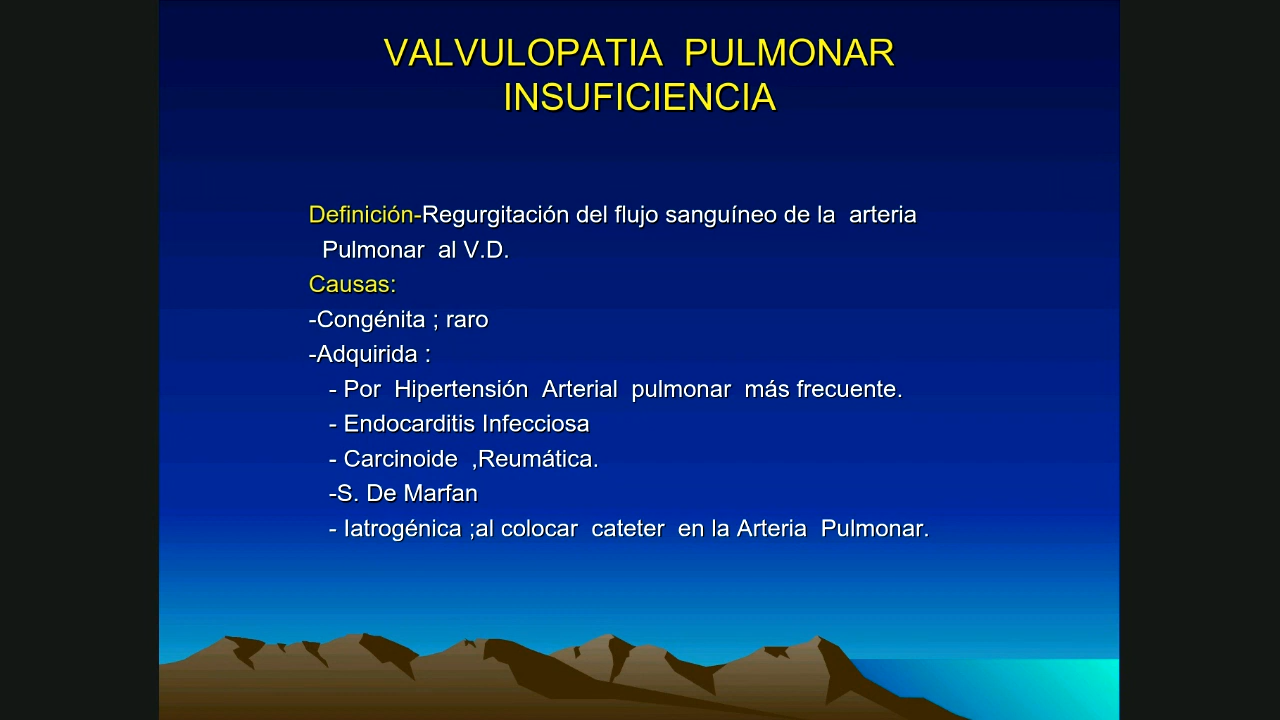 VALVULOPATIA PULMONAR
INSUFICIENCIA
Definición-Regurgitación del flujo sanguíneo de la arteria
Pulmonar al V.D.
Causas:
-Congénita ; raro
-Adquirida :
- Por Hipertensión Arterial pulmonar más frecuente.
- Endocarditis Infecciosa
- Carcinoide ,Reumática.
-S. De Marfan
- Iatrogénica ;al colocar cateter en la Arteria Pulmonar.